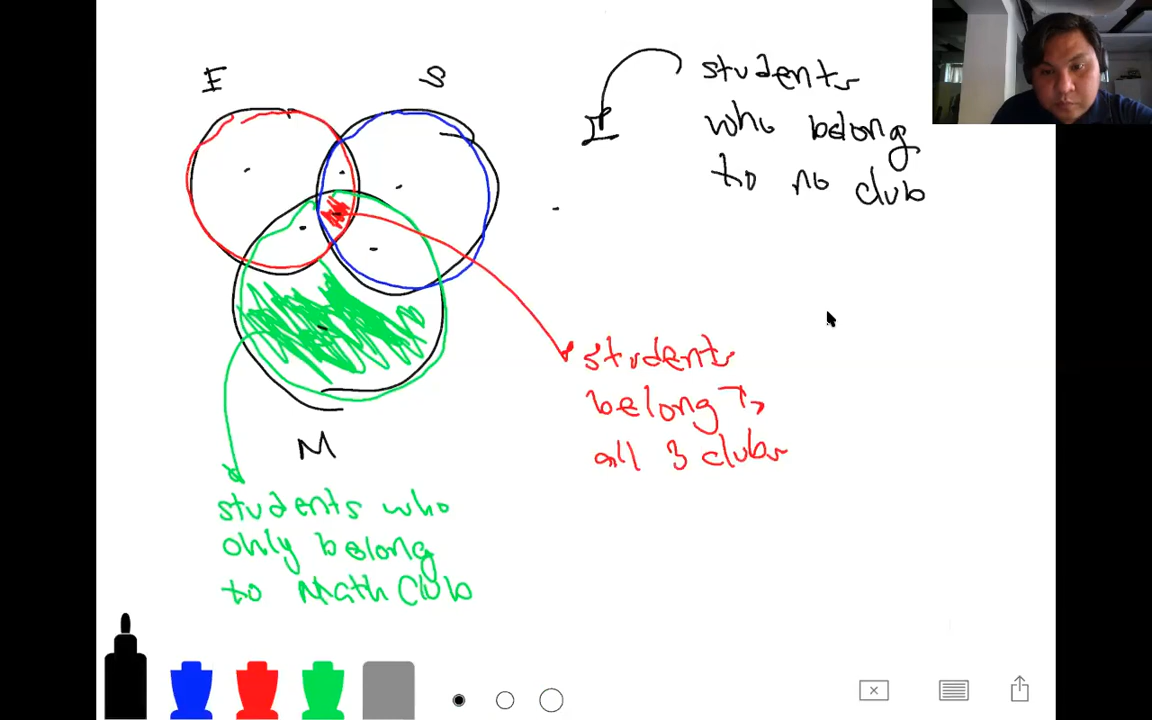 E
S
M
I
students
who belong
to no club
students
belong to
all 3 clubs
students who
only belong
to Math Club